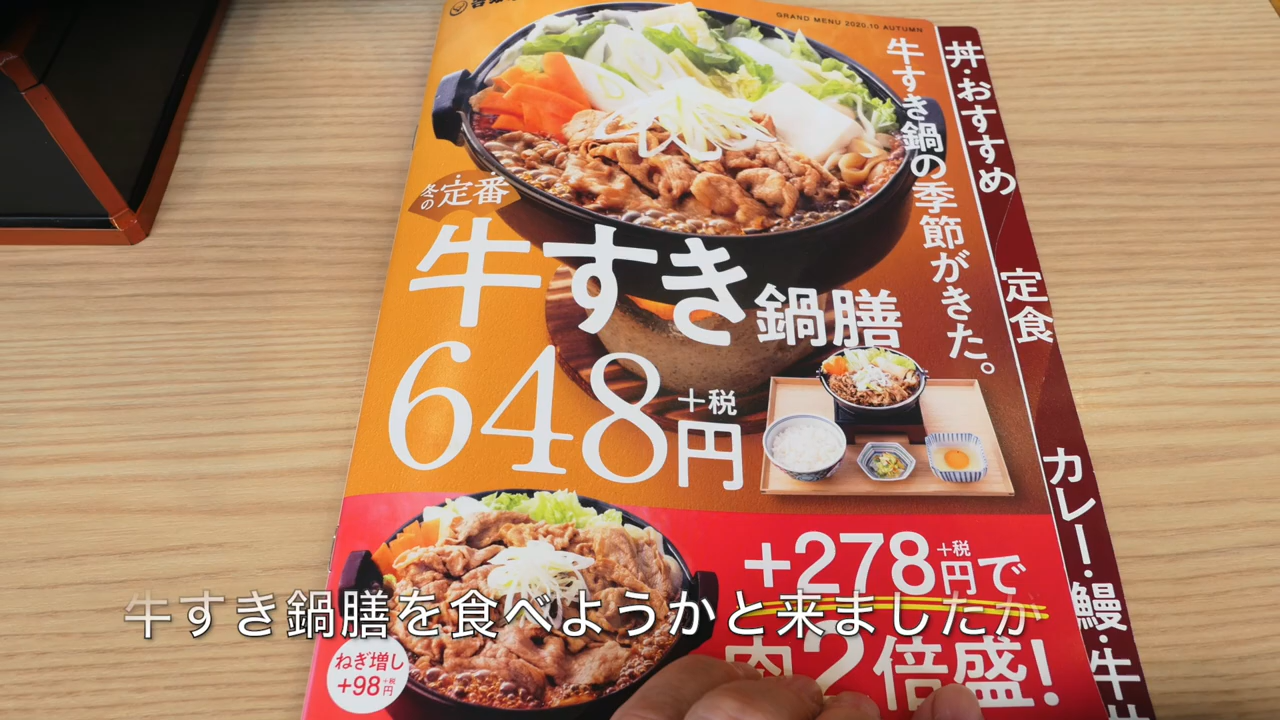 GRAND MENU 2020.10 AUTUMN
牛すき鍋の季節がきた。
冬の定番
牛すき鍋膳
648円
+税
+278円で
+税
肉2倍盛!
ねぎ増し
+98円
+税
丼・おすすめ
定食
カレー・鰻・牛丼
牛すき鍋膳を食べようかと来ましたが